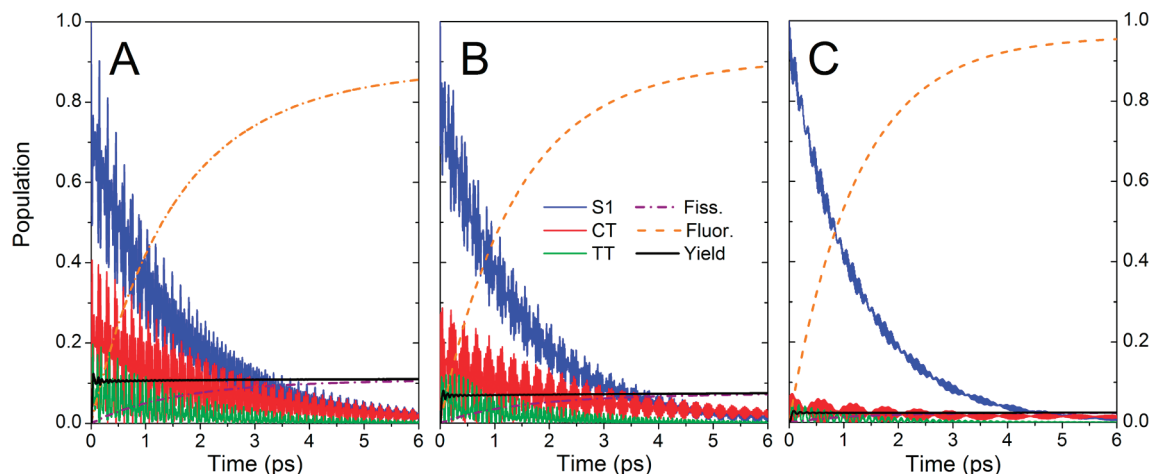 A
B
C
Population
1.0
0.8
0.6
0.4
0.2
0.0
1.0
0.8
0.6
0.4
0.2
0.0
S1
Fiss.
CT
Fluor.
TT
Yield
0 1 2 3 4 5 6
0 1 2 3 4 5 6
0 1 2 3 4 5 6
Time (ps)
Time (ps)
Time (ps)